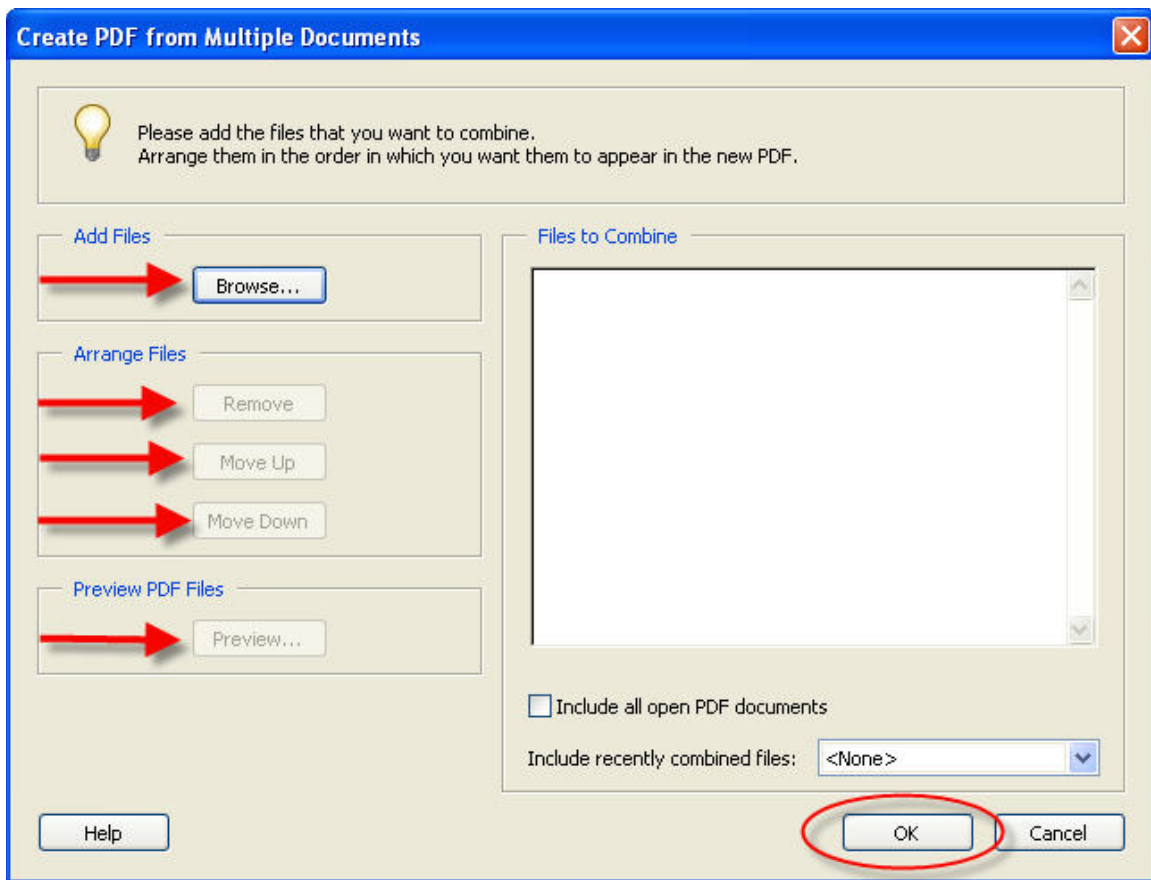 Create PDF from Multiple Documents
Please add the files that you want to combine.
Arrange them in the order in which you want them to appear in the new PDF.
Add Files
Browse...
Arrange Files
Remove
Move Up
Move Down
Preview PDF Files
Preview...
Files to Combine
Include all open PDF documents
Include recently combined files: <None>
Help
OK
Cancel